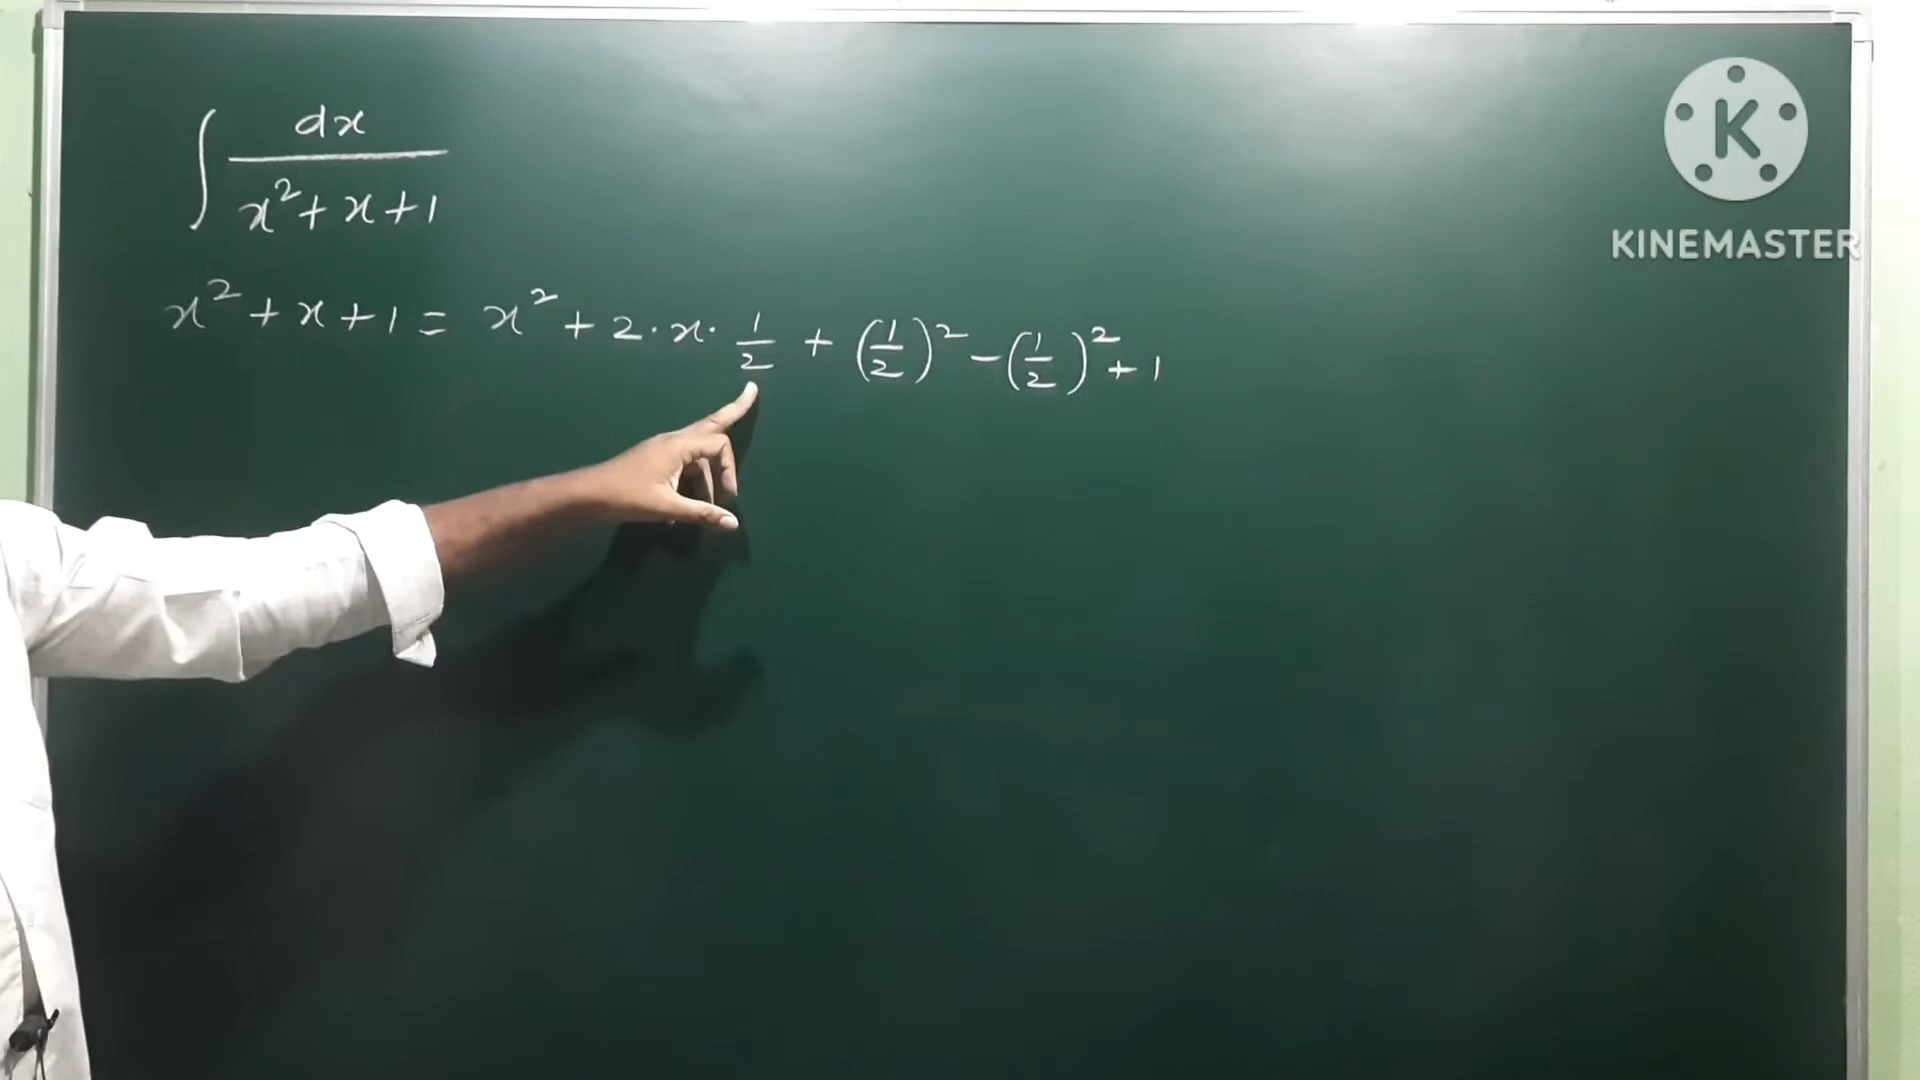 ∫ dx / (x² + x + 1)
x² + x + 1 = x² + 2 · x · 1/2 + (1/2)² − (1/2)² + 1
K
KINEMASTER